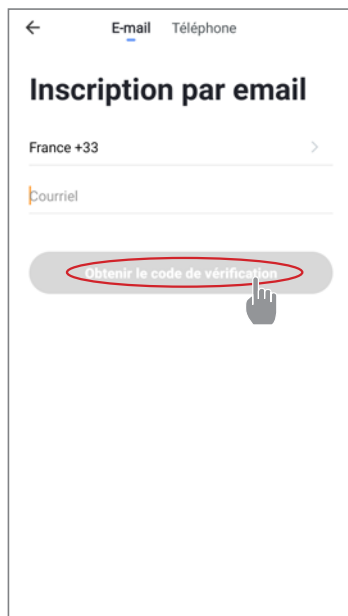 E-mail Téléphone
Inscription par email
France +33
Courriel
Obtenir le code de vérification